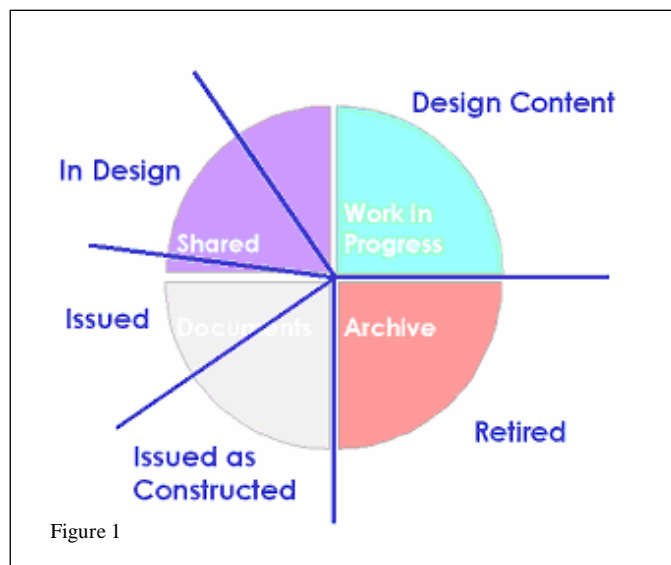 Design Content
In Design
Work in
Progress
Shared
Issued
Documents
Archive
Retired
Issued as
Constructed
Figure 1